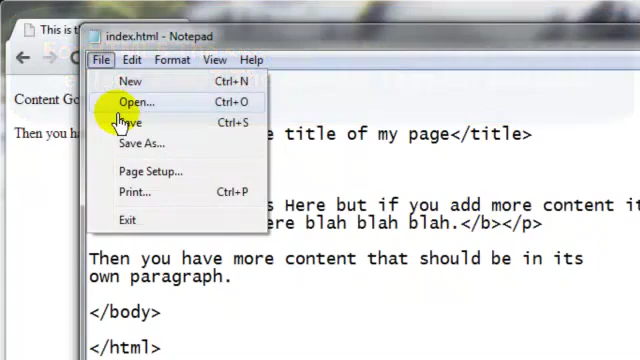 This is th
index.html - Notepad
File Edit Format View Help
New Ctrl+N
Open... Ctrl+O
Ctrl+S
Save As...
Page Setup...
Print... Ctrl+P
Exit
Content Go
Then you ha
e title of my page</title>
s Here but if you add more content it
ere blah blah blah.</b></p>
Then you have more content that should be in its
own paragraph.
</body>
</html>